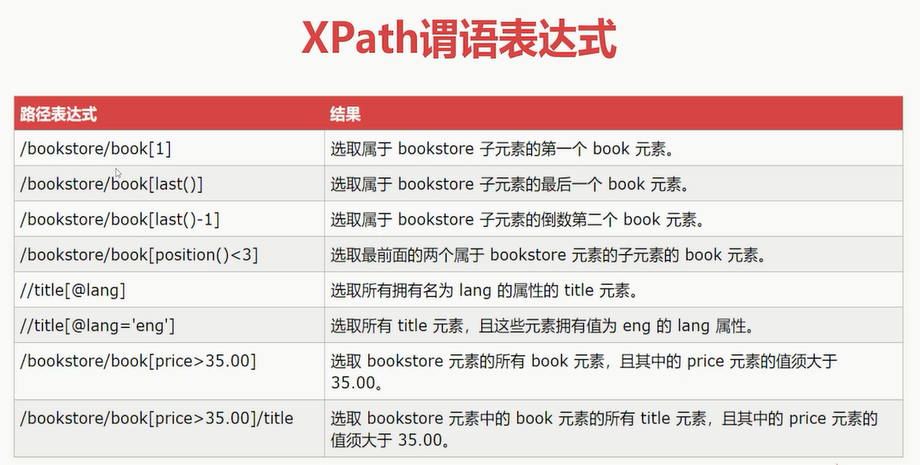 XPath谓语表达式
路径表达式 结果
/bookstore/book[1] 选取属于 bookstore 子元素的第一个 book 元素。
/bookstore/book[last()] 选取属于 bookstore 子元素的最后一个 book 元素。
/bookstore/book[last()-1] 选取属于 bookstore 子元素的倒数第二个 book 元素。
/bookstore/book[position()<3] 选取最前面的两个属于 bookstore 元素的子元素的 book 元素。
//title[@lang] 选取所有拥有名为 lang 的属性的 title 元素。
//title[@lang='eng'] 选取所有 title 元素，且这些元素拥有值为 eng 的 lang 属性。
/bookstore/book[price>35.00] 选取 bookstore 元素的所有 book 元素，且其中的 price 元素的值须大于
35.00。
/bookstore/book[price>35.00]/title 选取 bookstore 元素中的 book 元素的所有 title 元素，且其中的 price 元素的
值须大于 35.00。